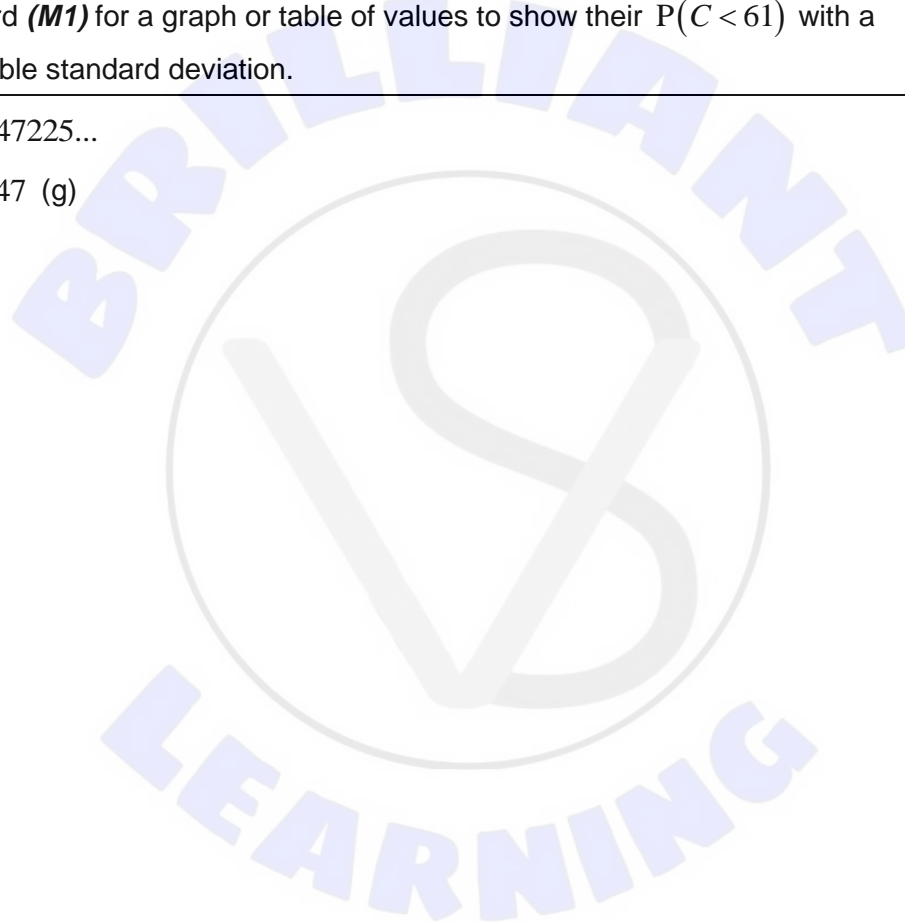 rd (M1) for a graph or table of values to show their P(C < 61) with a
ble standard deviation.
47225...
47 (g)
BRILLIANT
VS
LEARNING